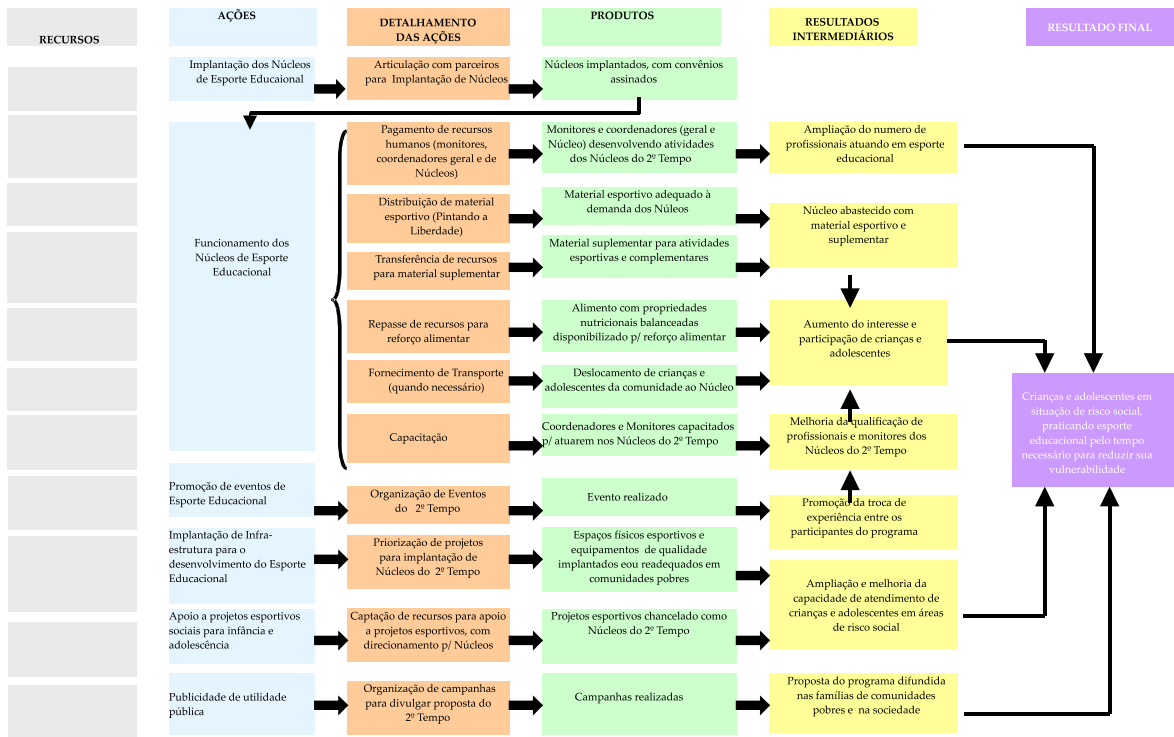 RECURSOS
AÇÕES
DETALHAMENTO
DAS AÇÕES
PRODUTOS
RESULTADOS
INTERMEDIÁRIOS
RESULTADO FINAL
Implantação dos Núcleos
de Esporte Educaional
Articulação com parceiros
para Implantação de Núcleos
Núcleos implantados, com convênios
assinados
Funcionamento dos
Núcleos de Esporte
Educacional
Pagamento de recursos
humanos (monitores,
coordenadores geral e de
Núcleos)
Monitores e coordenadores (geral e
Núcleo) desenvolvendo atividades
dos Núcleos do 2º Tempo
Ampliação do numero de
profissionais atuando em esporte
educacional
Distribuição de material
esportivo (Pintando a
Liberdade)
Material esportivo adequado à
demanda dos Núleos
Núcleo abastecido com
material esportivo e
suplementar
Transferência de recursos
para material suplementar
Material suplementar para atividades
esportivas e complementares
Repasse de recursos para
reforço alimentar
Alimento com propriedades
nutricionais balanceadas
disponibilizado p/ reforço alimentar
Aumento do interesse e
participação de crianças e
adolescentes
Fornecimento de Transporte
(quando necessário)
Deslocamento de crianças e
adolescentes da comunidade ao Núcleo
Capacitação
Coordenadores e Monitores capacitados
p/ atuarem nos Núcleos do 2º Tempo
Melhoria da qualificação de
profissionais e monitores dos
Núcleos do 2º Tempo
Crianças e adolescentes em
situação de risco social,
praticando esporte
educacional pelo tempo
necessário para reduzir sua
vulnerabilidade
Promoção de eventos de
Esporte Educacional
Organização de Eventos
do 2º Tempo
Evento realizado
Promoção da troca de
experiência entre os
participantes do programa
Implantação de Infra-
estrutura para o
desenvolvimento do Esporte
Educacional
Priorização de projetos
para implantação de
Núcleos do 2º Tempo
Espaços físicos esportivos e
equipamentos de qualidade
implantados eou readequados em
comunidades pobres
Ampliação e melhoria da
capacidade de atendimento de
crianças e adolescentes em áreas
de risco social
Apoio a projetos esportivos
sociais para infância e
adolescência
Captação de recursos para apoio
a projetos esportivos, com
direcionamento p/ Núcleos
Projetos esportivos chancelado como
Núcleos do 2º Tempo
Publicidade de utilidade
pública
Organização de campanhas
para divulgar proposta do
2º Tempo
Campanhas realizadas
Proposta do programa difundida
nas famílias de comunidades
pobres e na sociedade